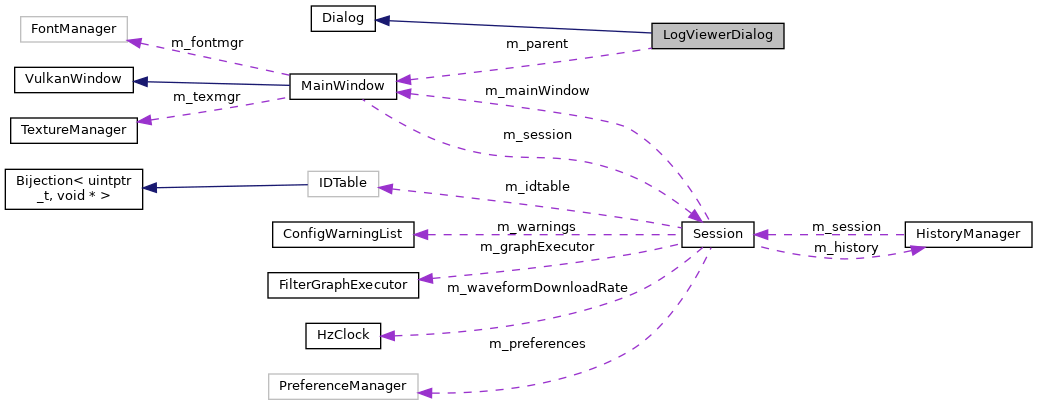 Dialog
FontManager
LogViewerDialog
m_fontmgr
m_parent
VulkanWindow
MainWindow
m_mainWindow
m_texmgr
TextureManager
m_session
Bijection< uintptr
_t, void * >
IDTable
m_idtable
m_warnings
m_session
ConfigWarningList
Session
HistoryManager
m_graphExecutor
m_history
FilterGraphExecutor
m_waveformDownloadRate
HzClock
m_preferences
PreferenceManager